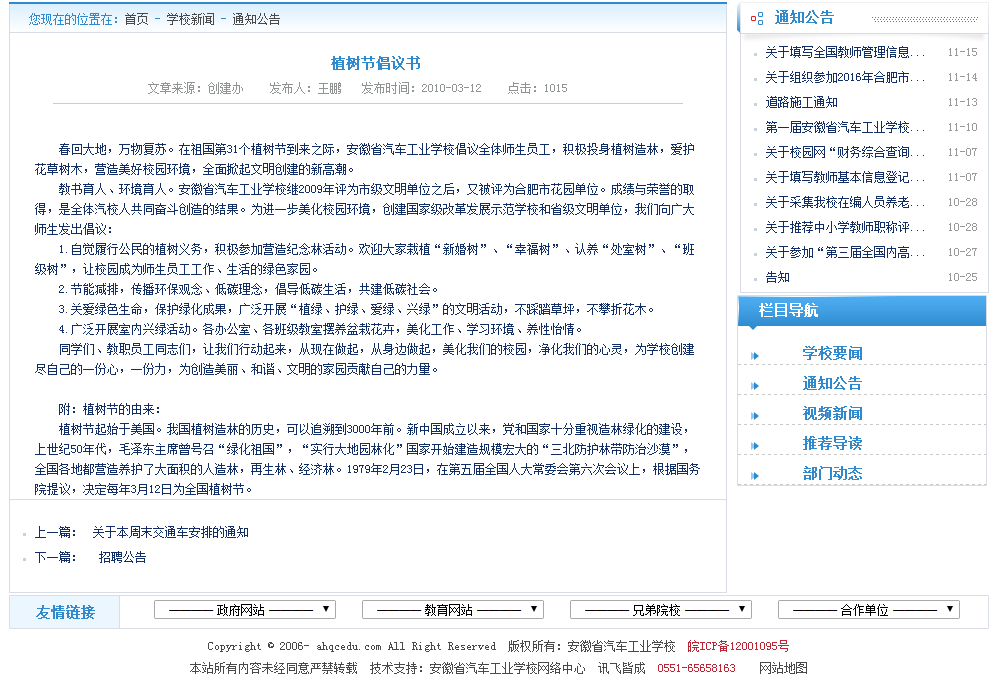 您现在的位置在：首页 - 学校新闻 - 通知公告
植树节倡议书
文章来源：创建办 发布人：王鹏 发布时间：2010-03-12 点击：1015
春回大地，万物复苏。在祖国第31个植树节到来之际，安徽省汽车工业学校倡议全体师生员工，积极投身植树造林，爱护
花草树木，营造美好校园环境，全面掀起文明创建的新高潮。
教书育人、环境育人。安徽省汽车工业学校继2009年评为市级文明单位之后，又被评为合肥市花园单位。成绩与荣誉的取
得，是全体汽校人共同奋斗创造的结果。为进一步美化校园环境，创建国家级改革发展示范学校和省级文明单位，我们向广大
师生发出倡议：
1.自觉履行公民的植树义务，积极参加营造纪念林活动。欢迎大家栽植“新婚树”、“幸福树”、认养“处室树”、“班
级树”，让校园成为师生员工工作、生活的绿色家园。
2.节能减排，传播环保观念、低碳理念，倡导低碳生活，共建低碳社会。
3.关爱绿色生命，保护绿化成果，广泛开展“植绿、护绿、爱绿、兴绿”的文明活动，不踩踏草坪，不攀折花木。
4.广泛开展室内兴绿活动。各办公室、各班级教室摆养盆栽花卉，美化工作、学习环境、养性怡情。
同学们、教职员工同志们，让我们行动起来，从现在做起，从身边做起，美化我们的校园，净化我们的心灵，为学校创建
尽自己的一份心，一份力，为创造美丽、和谐、文明的家园贡献自己的力量。
附：植树节的由来：
植树节起始于美国。我国植树造林的历史，可以追溯到3000年前。新中国成立以来，党和国家十分重视造林绿化的建设，
上世纪50年代，毛泽东主席曾号召“绿化祖国”，“实行大地园林化”国家开始建造规模宏大的“三北防护林带防治沙漠”，
全国各地都营造养护了大面积的人造林，再生林、经济林。1979年2月23日，在第五届全国人大常委会第六次会议上，根据国务
院提议，决定每年3月12日为全国植树节。
上一篇： 关于本周末交通车安排的通知
下一篇： 招聘公告
通知公告
关于填写全国教师管理信息... 11-15
关于组织参加2016年合肥市... 11-14
道路施工通知 11-13
第一届安徽省汽车工业学校... 11-10
关于校园网“财务综合查询... 11-07
关于填写教师基本信息登记... 11-07
关于采集我校在编人员养老... 10-28
关于推荐中小学教师职称评... 10-28
关于参加“第三届全国内高... 10-27
告知 10-25
栏目导航
学校要闻
通知公告
视频新闻
推荐导读
部门动态
友情链接 ———— 政府网站 ———— ———— 教育网站 ———— ———— 兄弟院校 ———— ———— 合作单位 ————
Copyright © 2006- ahqcedu.com All Right Reserved 版权所有：安徽省汽车工业学校 皖ICP备12001095号
本站所有内容未经同意严禁转载 技术支持：安徽省汽车工业学校网络中心 讯飞皆成 0551-65658163 网站地图